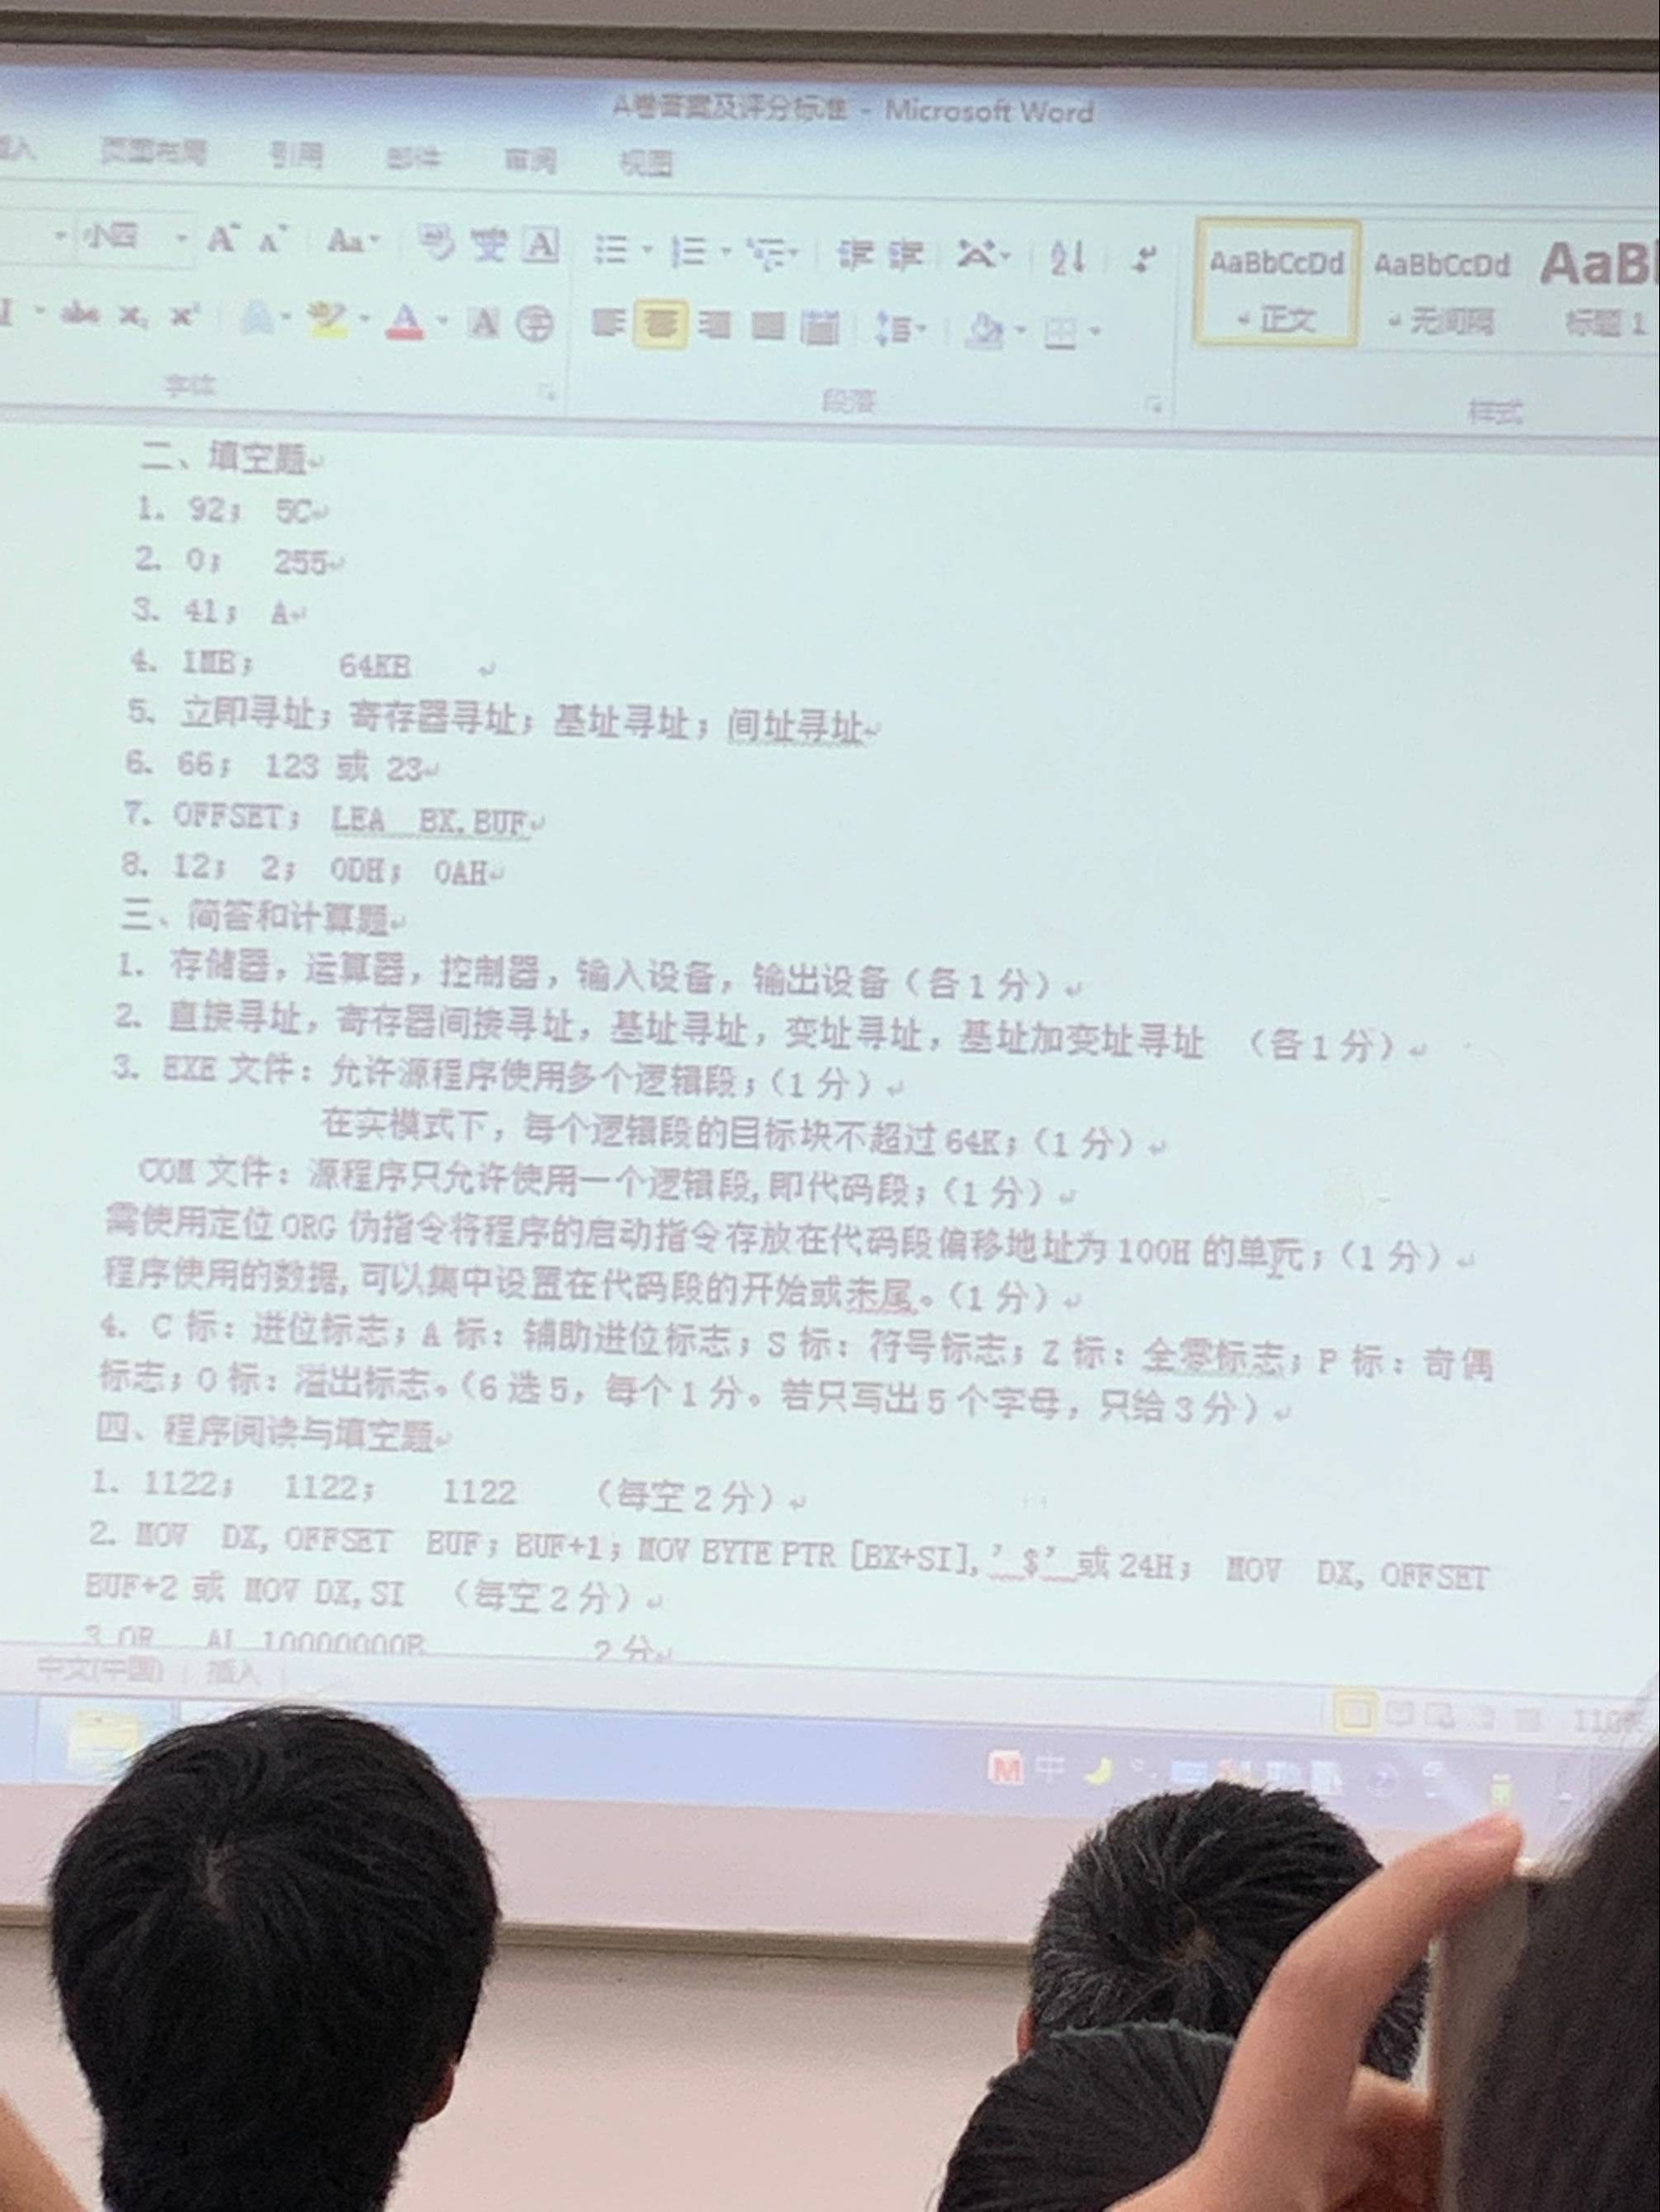 A卷答案及评分标准 - Microsoft Word
插入 页面布局 引用 邮件 审阅 视图
小四
AaBbCcDd AaBbCcDd AaB
正文 无间隔 标题 1
字体 段落 样式
二、填空题
1. 92； 5C
2. 0； 255
3. 41； A
4. 1MB； 64KB
5、立即寻址；寄存器寻址；基址寻址；间址寻址
6、66； 123 或 23
7、OFFSET； LEA BX.BUF
8. 12； 2； 0DH； 0AH
三、简答和计算题
1. 存储器，运算器，控制器，输入设备，输出设备（各1分）
2. 直接寻址，寄存器间接寻址，基址寻址，变址寻址，基址加变址寻址 （各1分）
3. EXE 文件：允许源程序使用多个逻辑段；（1 分）
在实模式下，每个逻辑段的目标块不超过 64K；（1 分）
COM 文件：源程序只允许使用一个逻辑段,即代码段；（1 分）
需使用定位 ORG 伪指令将程序的启动指令存放在代码段偏移地址为 100H 的单元；（1 分）
程序使用的数据,可以集中设置在代码段的开始或末尾。（1 分）
4. C 标：进位标志；A 标：辅助进位标志；S 标：符号标志；Z 标：全零标志；P 标：奇偶
标志；O 标：溢出标志。（6 选 5，每个 1 分。若只写出 5 个字母，只给 3 分）
四、程序阅读与填空题
1. 1122； 1122； 1122 （每空 2 分）
2. MOV DX, OFFSET BUF；BUF+1；MOV BYTE PTR [BX+SI],’ $’ 或 24H； MOV DX, OFFSET
BUF+2 或 MOV DX, SI （每空 2 分）
3 OR AL 10000000B 2 分
中文(中国) 插入
中